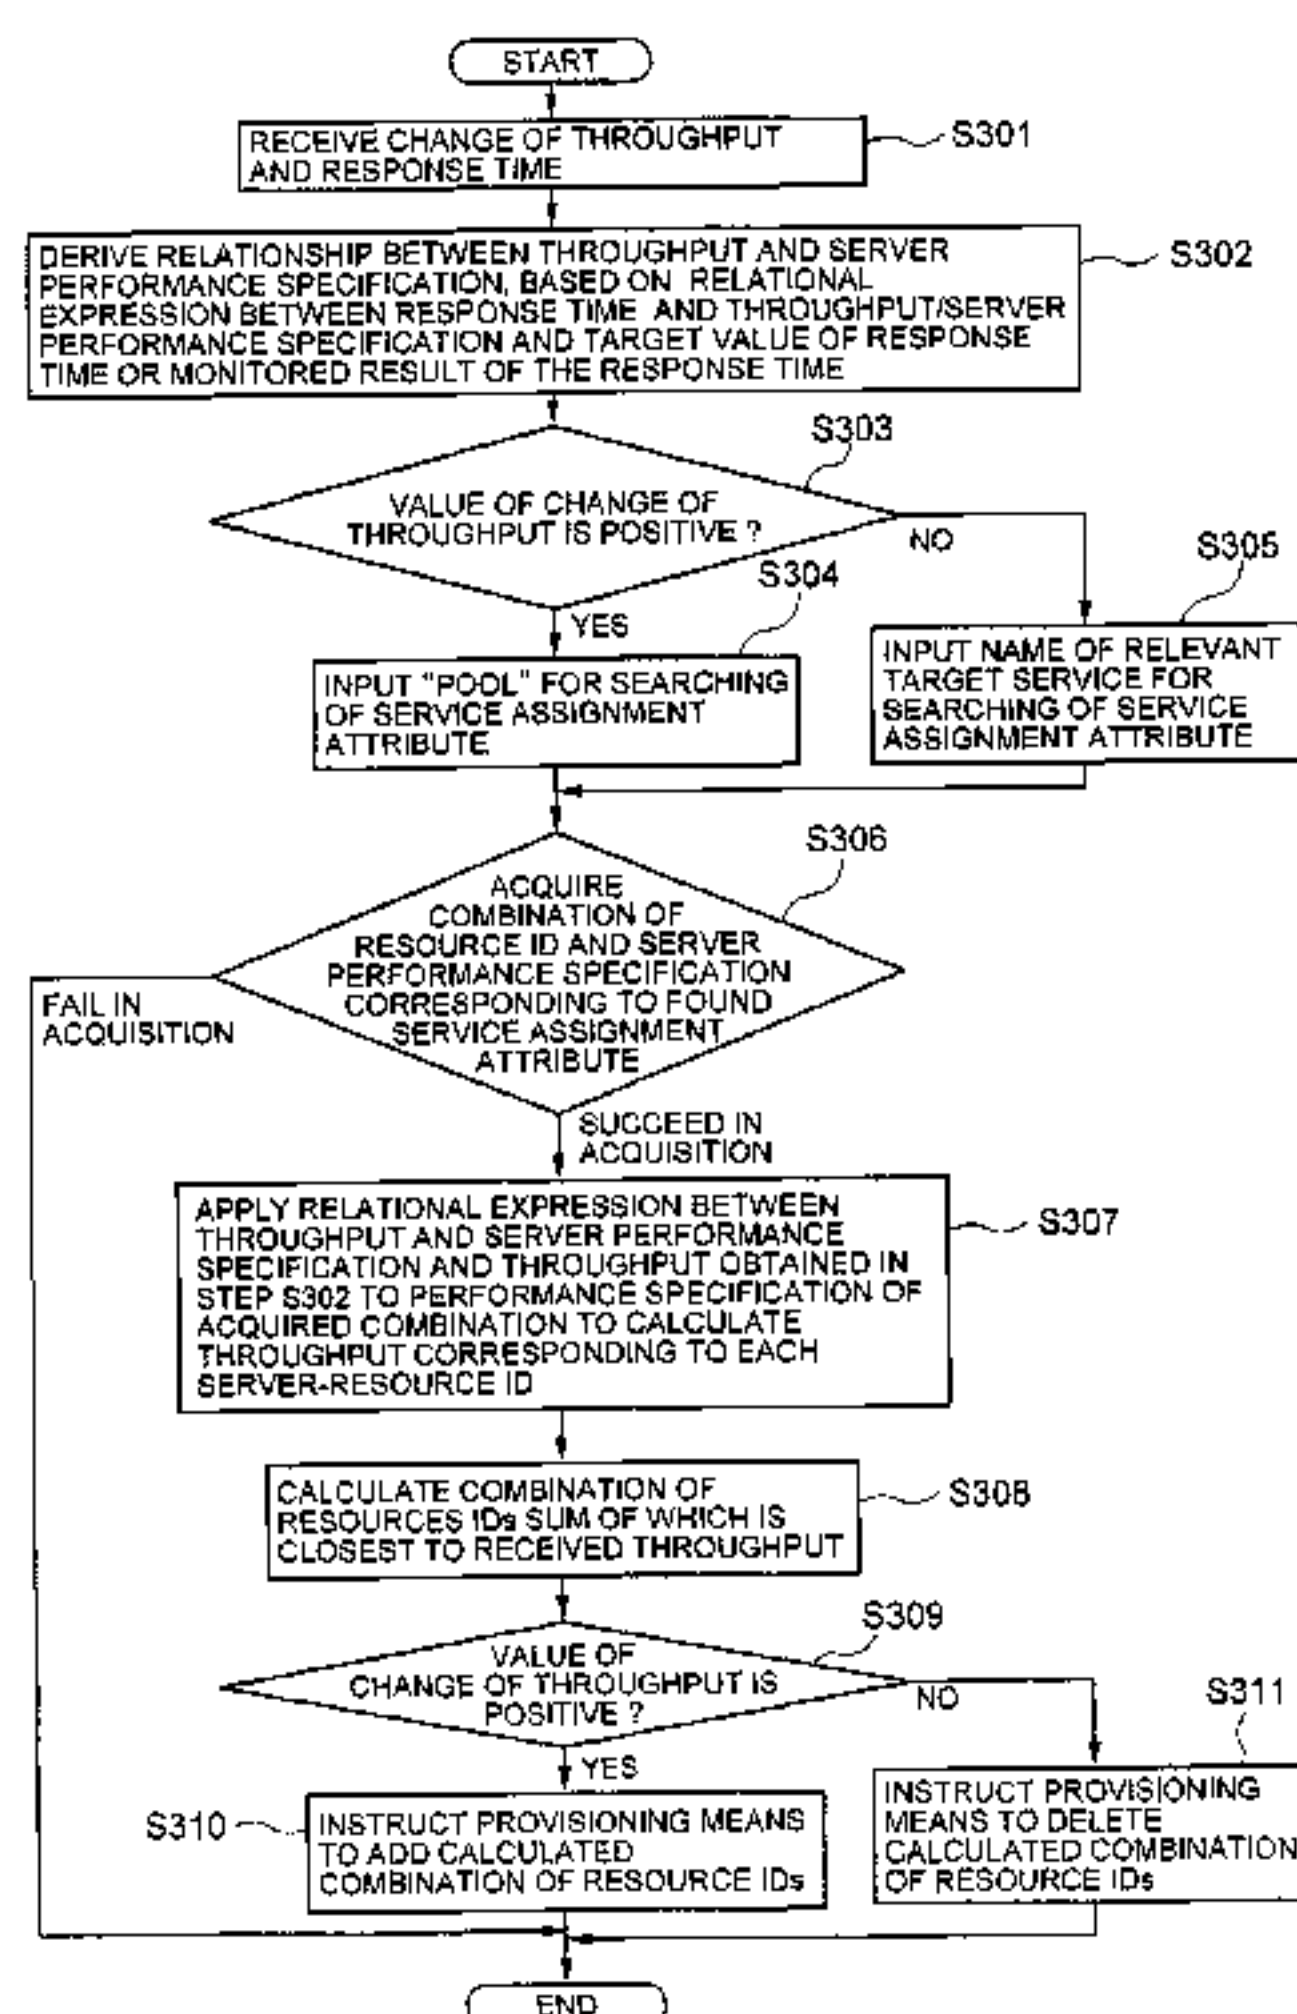 START
RECEIVE CHANGE OF THROUGHPUT
AND RESPONSE TIME
S301
DERIVE RELATIONSHIP BETWEEN THROUGHPUT AND SERVER
PERFORMANCE SPECIFICATION, BASED ON RELATIONAL
EXPRESSION BETWEEN RESPONSE TIME AND THROUGHPUT/SERVER
PERFORMANCE SPECIFICATION AND TARGET VALUE OF RESPONSE
TIME OR MONITORED RESULT OF THE RESPONSE TIME
S302
S303
VALUE OF CHANGE OF
THROUGHPUT IS POSITIVE ?
NO
YES
S304
INPUT "POOL" FOR SEARCHING
OF SERVICE ASSIGNMENT
ATTRIBUTE
S305
INPUT NAME OF RELEVANT
TARGET SERVICE FOR
SEARCHING OF SERVICE
ASSIGNMENT ATTRIBUTE
S306
ACQUIRE
COMBINATION OF
RESOURCE ID AND SERVER
PERFORMANCE SPECIFICATION
CORRESPONDING TO FOUND
SERVICE ASSIGNMENT
ATTRIBUTE
FAIL IN
ACQUISITION
SUCCEED IN
ACQUISITION
APPLY RELATIONAL EXPRESSION BETWEEN
THROUGHPUT AND SERVER PERFORMANCE
SPECIFICATION AND THROUGHPUT OBTAINED IN
STEP S302 TO PERFORMANCE SPECIFICATION OF
ACQUIRED COMBINATION TO CALCULATE
THROUGHPUT CORRESPONDING TO EACH
SERVER-RESOURCE ID
S307
CALCULATE COMBINATION OF
RESOURCES IDs SUM OF WHICH IS
CLOSEST TO RECEIVED THROUGHPUT
S308
S309
VALUE OF
CHANGE OF THROUGHPUT IS
POSITIVE ?
NO
YES
S310
INSTRUCT PROVISIONING MEANS
TO ADD CALCULATED
COMBINATION OF RESOURCE IDs
S311
INSTRUCT PROVISIONING
MEANS TO DELETE
CALCULATED COMBINATION
OF RESOURCE IDs
END